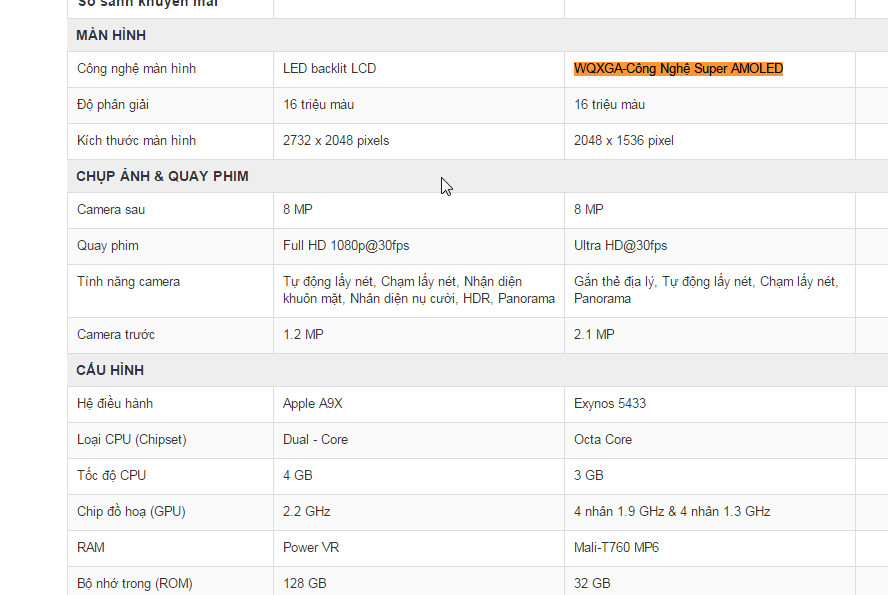 So sánh khuyến mãi
MÀN HÌNH
Công nghệ màn hình LED backlit LCD WQXGA-Công Nghệ Super AMOLED
Độ phân giải 16 triệu màu 16 triệu màu
Kích thước màn hình 2732 x 2048 pixels 2048 x 1536 pixel
CHỤP ẢNH & QUAY PHIM
Camera sau 8 MP 8 MP
Quay phim Full HD 1080p@30fps Ultra HD@30fps
Tính năng camera Tự động lấy nét, Chạm lấy nét, Nhận diện Gắn thẻ địa lý, Tự động lấy nét, Chạm lấy nét,
khuôn mặt, Nhân diện nụ cười, HDR, Panorama Panorama
Camera trước 1.2 MP 2.1 MP
CẤU HÌNH
Hệ điều hành Apple A9X Exynos 5433
Loại CPU (Chipset) Dual - Core Octa Core
Tốc độ CPU 4 GB 3 GB
Chip đồ hoạ (GPU) 2.2 GHz 4 nhân 1.9 GHz & 4 nhân 1.3 GHz
RAM Power VR Mali-T760 MP6
Bộ nhớ trong (ROM) 128 GB 32 GB